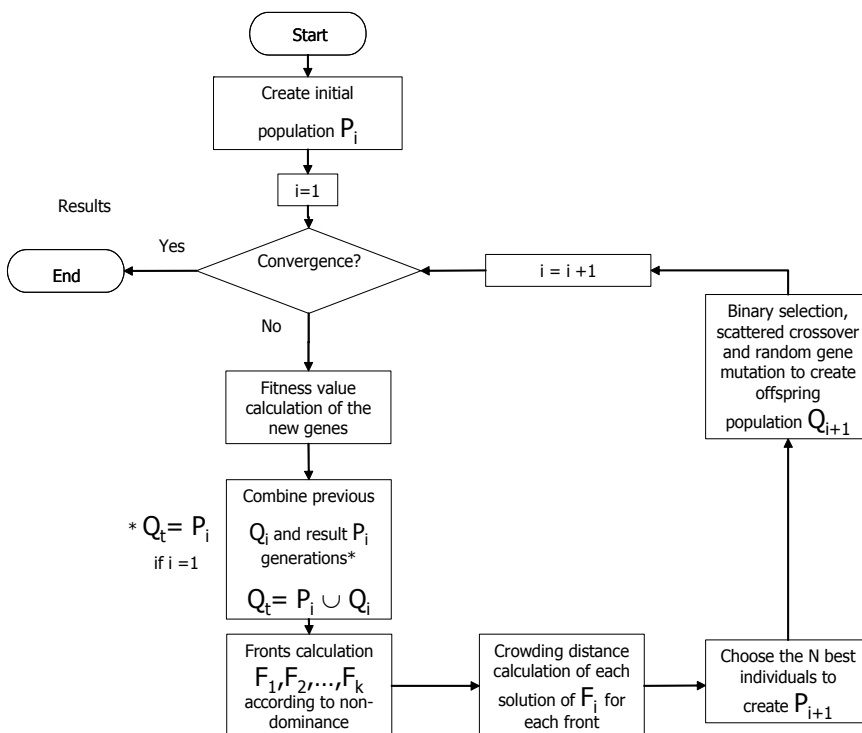 Start
Create initial
population P_i
i=1
Results
Yes
Convergence?
i = i +1
End
No
Binary selection,
scattered crossover
and random gene
mutation to create
offspring
population Q_{i+1}
Fitness value
calculation of the
new genes
Combine previous
Q_i and result P_i
generations*
Q_t= P_i ∪ Q_i
* Q_t= P_i
if i =1
Fronts calculation
F_1,F_2,...,F_k
according to non-
dominance
Crowding distance
calculation of each
solution of F_i for
each front
Choose the N best
individuals to
create P_{i+1}